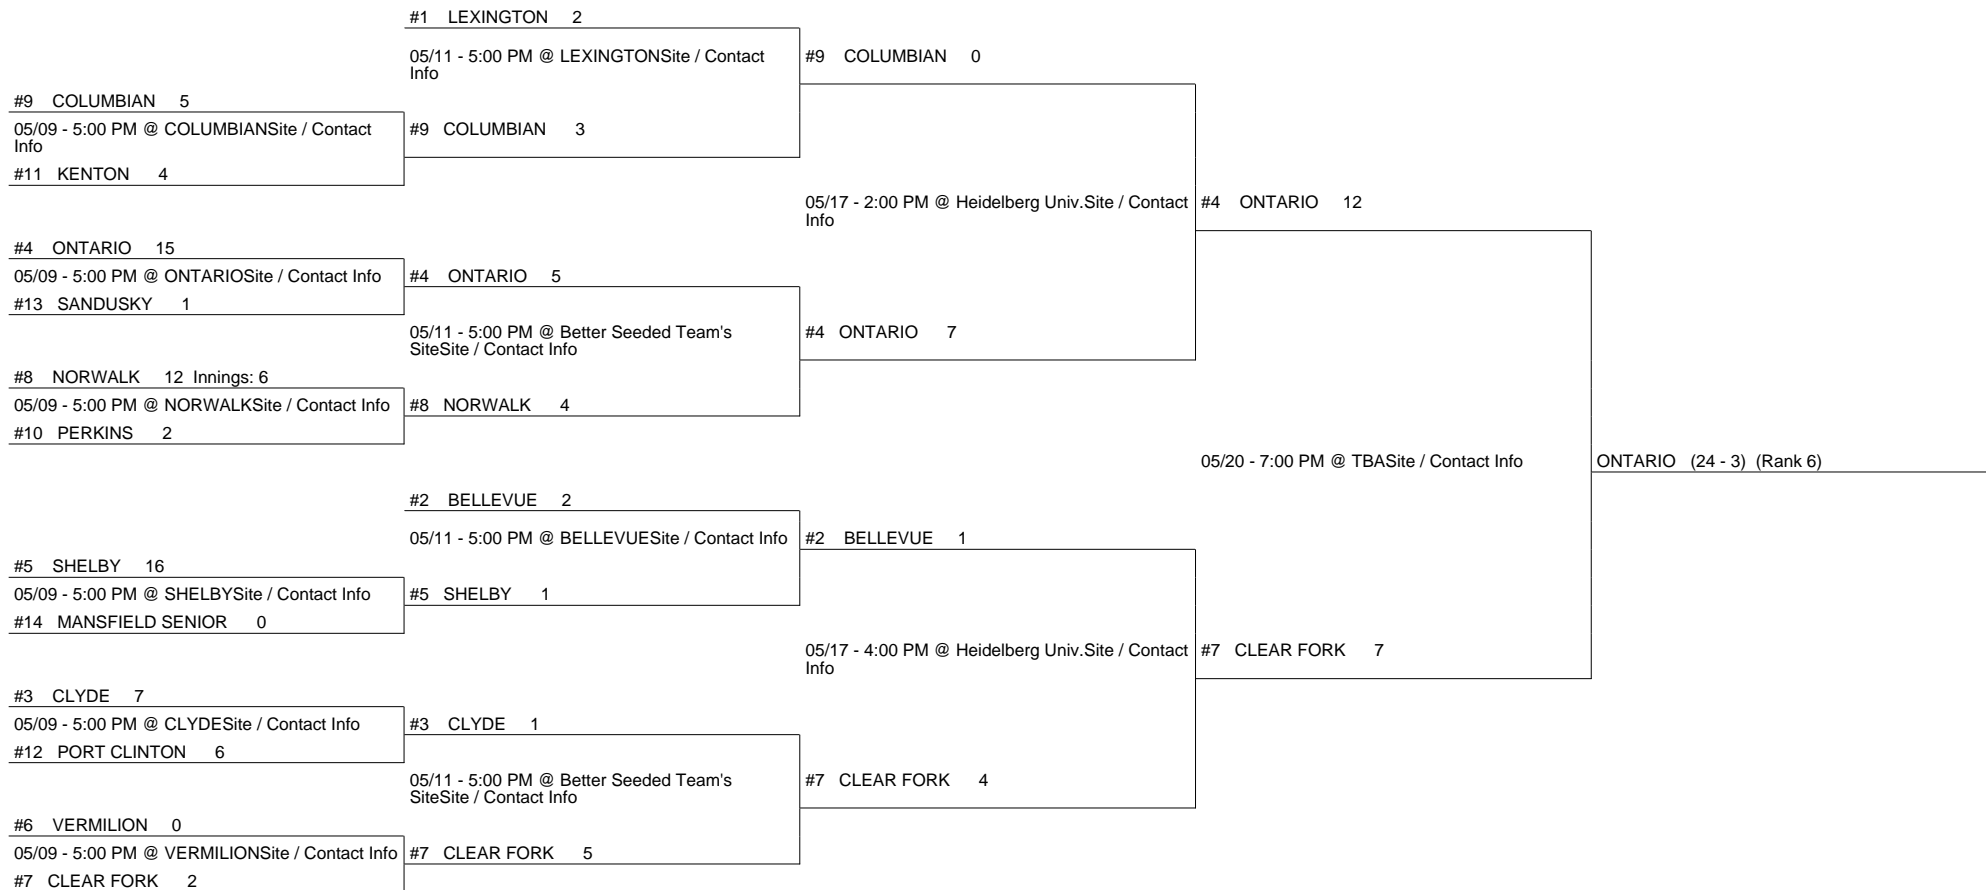 #1 LEXINGTON 2
05/11 - 5:00 PM @ LEXINGTONSite / Contact
Info
#9 COLUMBIAN 0
#9 COLUMBIAN 5
05/09 - 5:00 PM @ COLUMBIANSite / Contact
Info
#9 COLUMBIAN 3
#11 KENTON 4
05/17 - 2:00 PM @ Heidelberg Univ.Site / Contact
Info
#4 ONTARIO 12
#4 ONTARIO 15
05/09 - 5:00 PM @ ONTARIOSite / Contact Info
#4 ONTARIO 5
#13 SANDUSKY 1
05/11 - 5:00 PM @ Better Seeded Team's
SiteSite / Contact Info
#4 ONTARIO 7
#8 NORWALK 12 Innings: 6
05/09 - 5:00 PM @ NORWALKSite / Contact Info
#8 NORWALK 4
#10 PERKINS 2
05/20 - 7:00 PM @ TBASite / Contact Info
ONTARIO (24 - 3) (Rank 6)
#2 BELLEVUE 2
05/11 - 5:00 PM @ BELLEVUESite / Contact Info
#2 BELLEVUE 1
#5 SHELBY 16
05/09 - 5:00 PM @ SHELBYSite / Contact Info
#5 SHELBY 1
#14 MANSFIELD SENIOR 0
05/17 - 4:00 PM @ Heidelberg Univ.Site / Contact
Info
#7 CLEAR FORK 7
#3 CLYDE 7
05/09 - 5:00 PM @ CLYDESite / Contact Info
#3 CLYDE 1
#12 PORT CLINTON 6
05/11 - 5:00 PM @ Better Seeded Team's
SiteSite / Contact Info
#7 CLEAR FORK 4
#6 VERMILION 0
05/09 - 5:00 PM @ VERMILIONSite / Contact Info
#7 CLEAR FORK 5
#7 CLEAR FORK 2